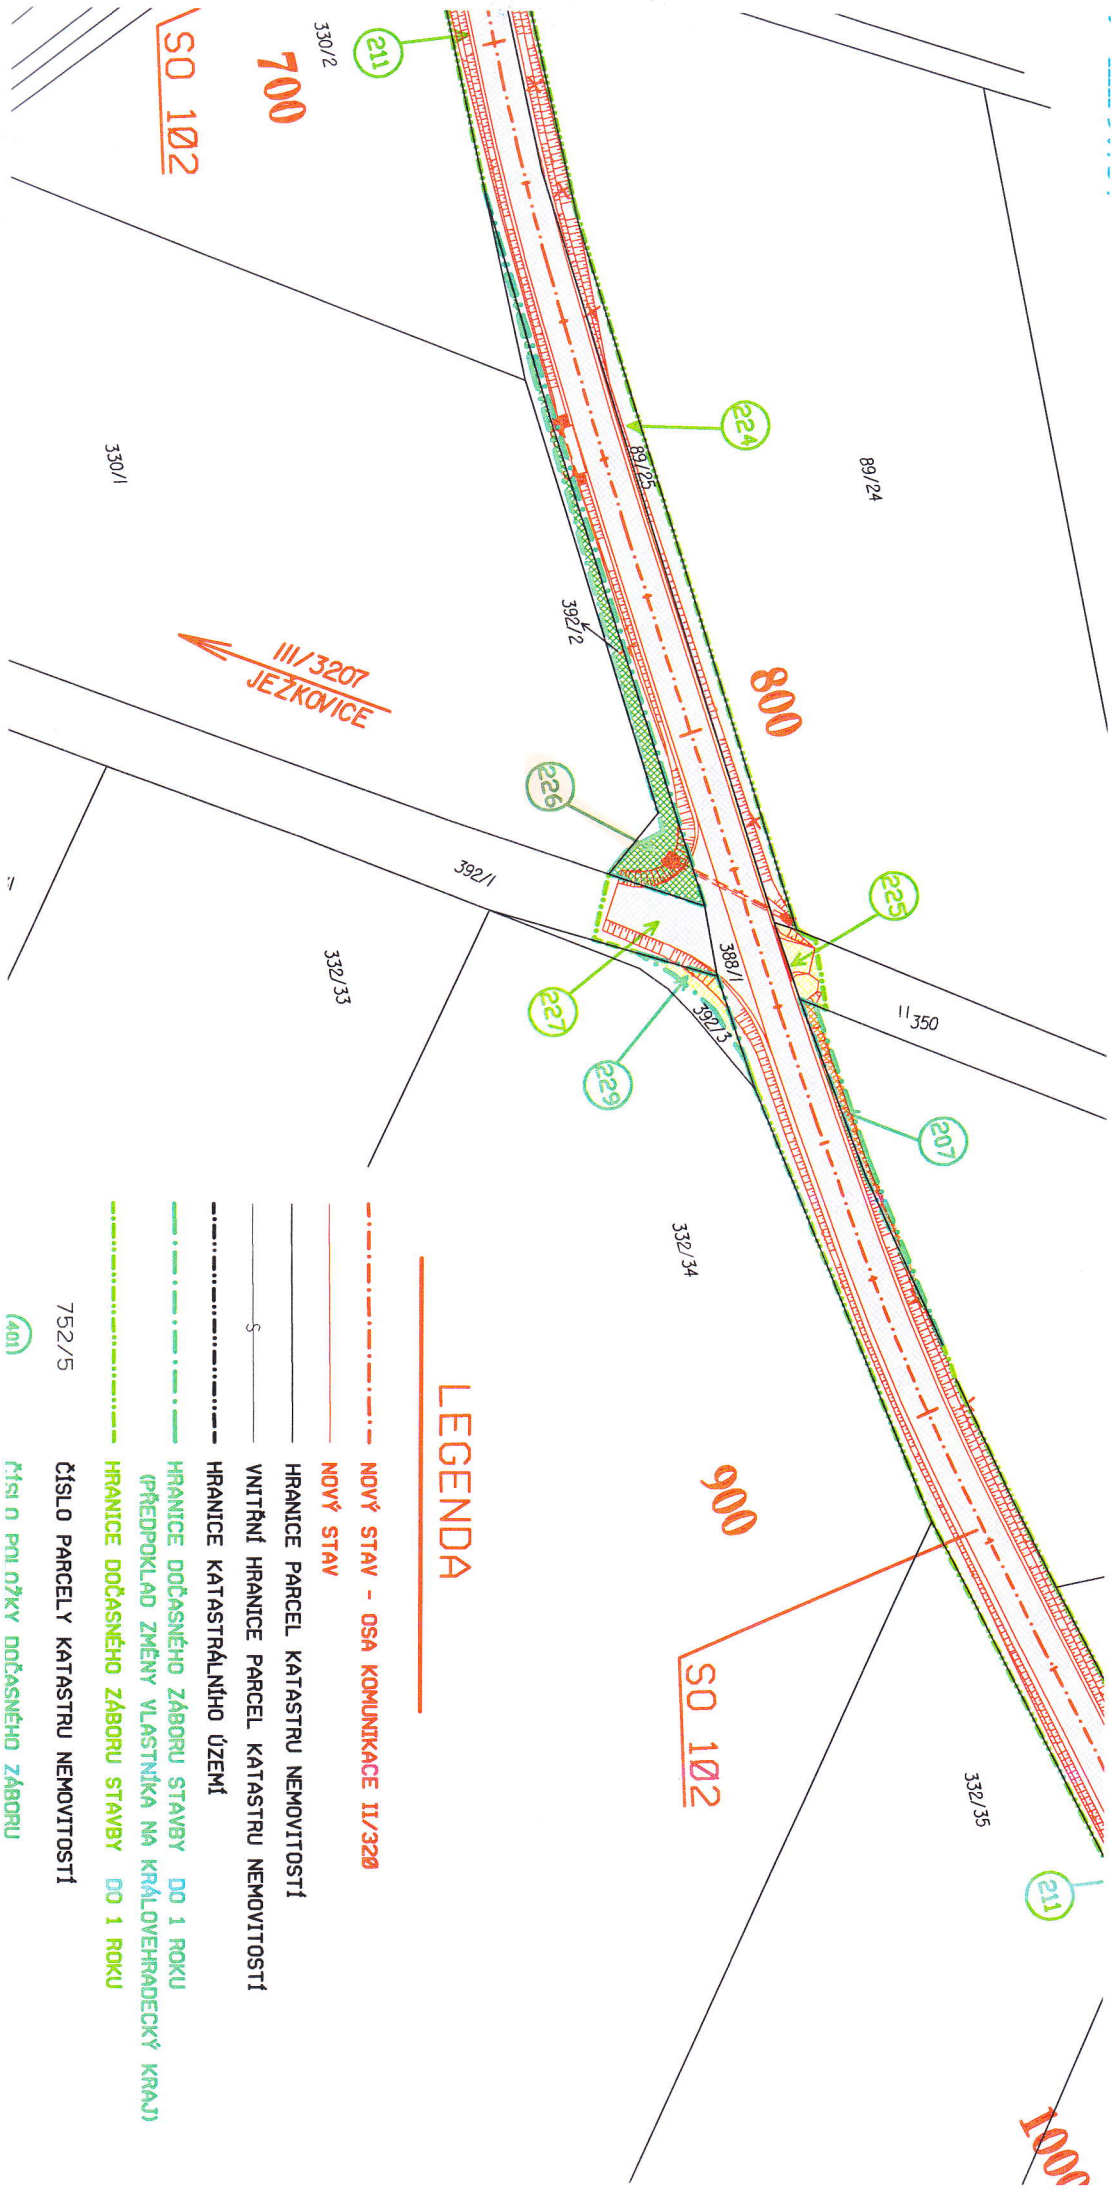 SO 102
700
330/2
211
330/1
224
89/25
89/24
392/2
III/3207
JEŽKOVICE
800
226
392/1
225
388/1
227
392/3
229
350
207
332/33
332/34
900
SO 102
332/35
211
LEGENDA
NOVÝ STAV - OSA KOMUNIKACE II/320
NOVÝ STAV
HRANICE PARCEL KATASTRU NEMOVITOSTÍ
VNITŘNÍ HRANICE PARCEL KATASTRU NEMOVITOSTÍ
HRANICE KATASTRÁLNÍHO ÚZEMÍ
HRANICE DOČASNÉHO ZÁBORU STAVBY DO 1 ROKU
(PŘEDPOKLAD ZMĚNY VLASTNÍKA NA KRÁLOVEHRADECKÝ KRAJ)
HRANICE DOČASNÉHO ZÁBORU STAVBY DO 1 ROKU
752/5 ČÍSLO PARCELY KATASTRU NEMOVITOSTÍ
401 ČÍSLO POLOŽKY DOČASNÉHO ZÁBORU